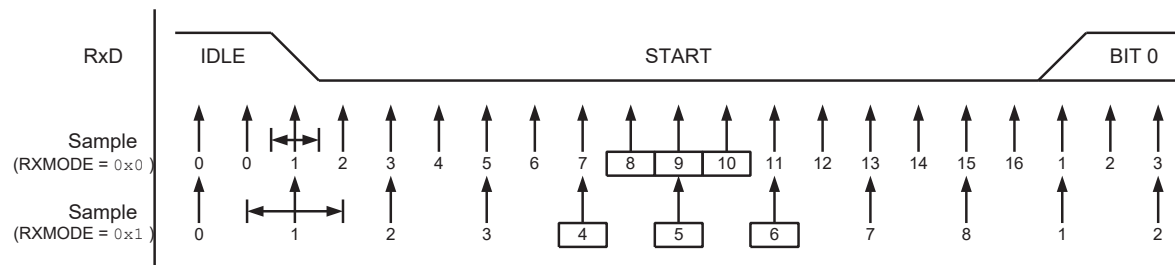 RxD IDLE START BIT 0
Sample
(RXMODE = 0x0 ) 0 0 1 2 3 4 5 6 7 8 9 10 11 12 13 14 15 16 1 2 3
Sample
(RXMODE = 0x1 ) 0 1 2 3 4 5 6 7 8 1 2